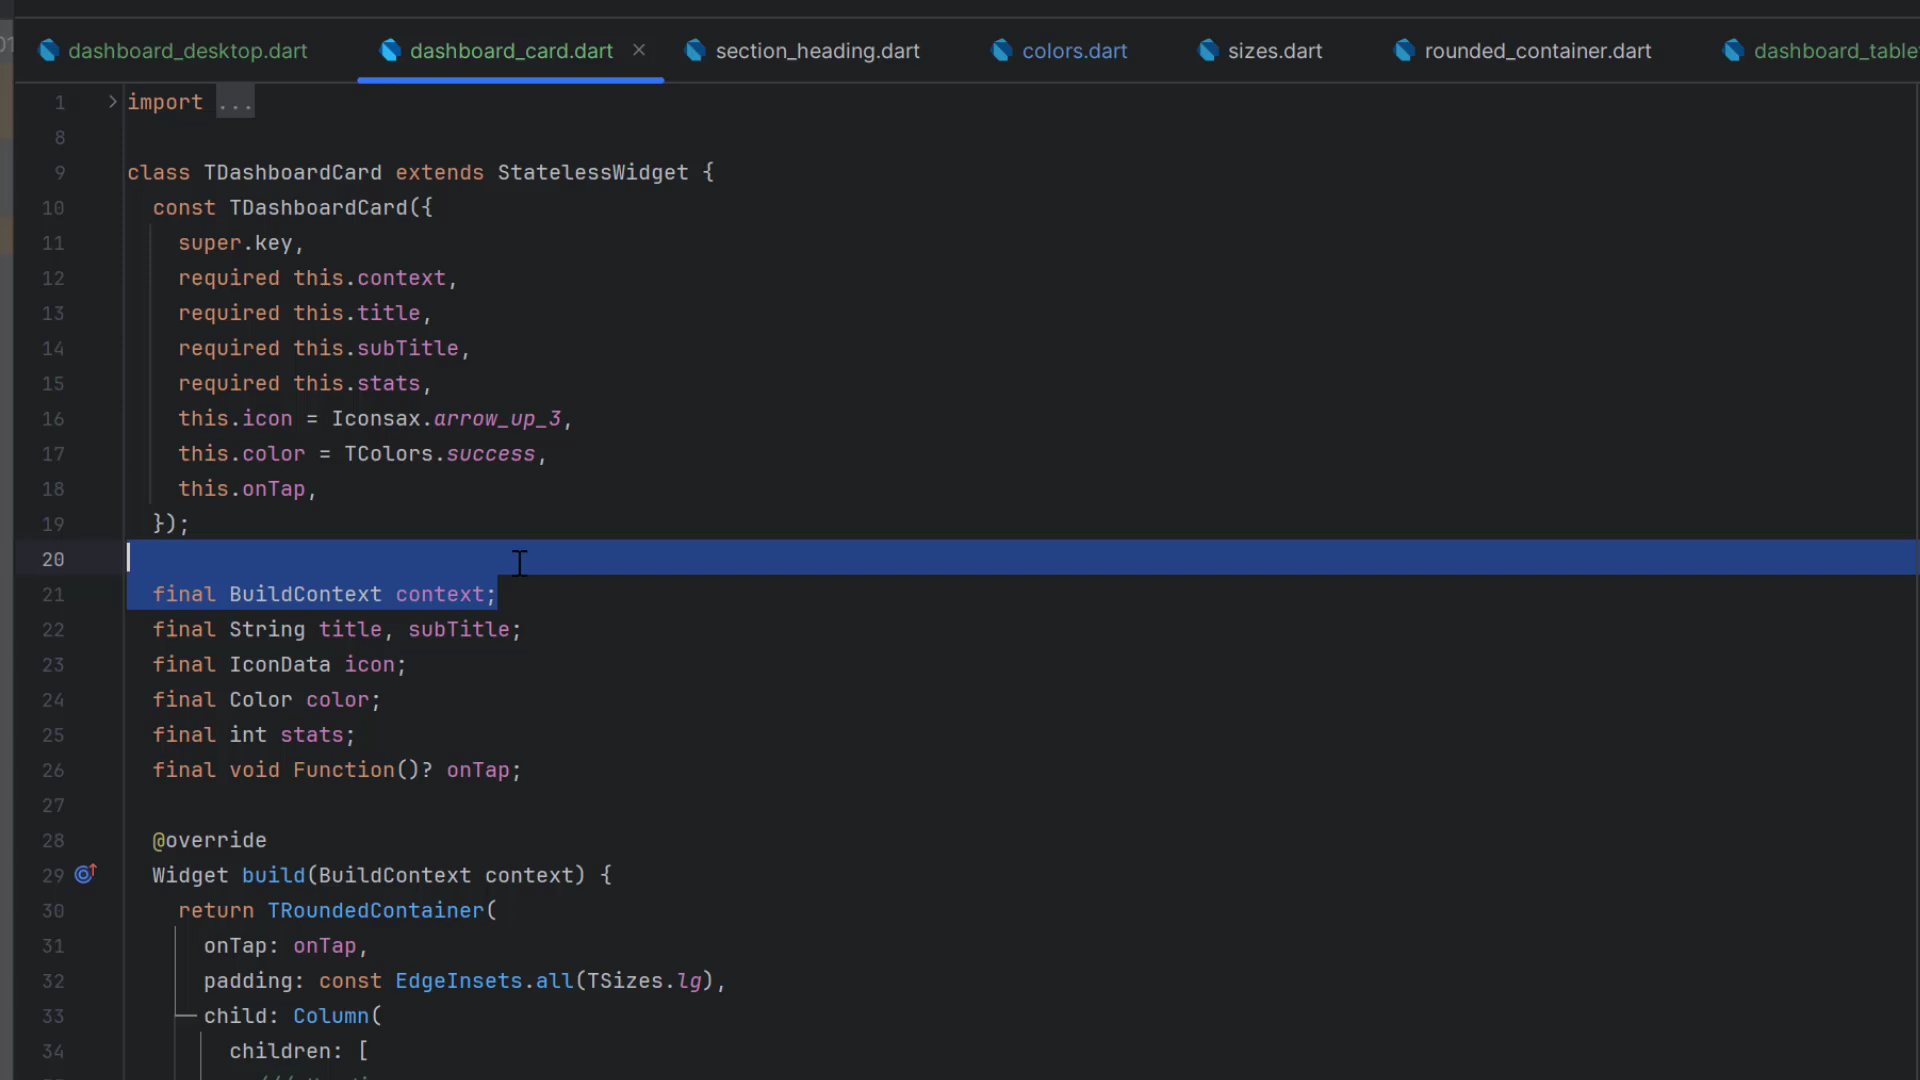 01
dashboard_desktop.dart dashboard_card.dart × section_heading.dart colors.dart sizes.dart rounded_container.dart dashboard_table
1 > import ...
8
9 class TDashboardCard extends StatelessWidget {
10 const TDashboardCard({
11 super.key,
12 required this.context,
13 required this.title,
14 required this.subTitle,
15 required this.stats,
16 this.icon = Iconsax.arrow_up_3,
17 this.color = TColors.success,
18 this.onTap,
19 });
20
21 final BuildContext context;
22 final String title, subTitle;
23 final IconData icon;
24 final Color color;
25 final int stats;
26 final void Function()? onTap;
27
28 @override
29 Widget build(BuildContext context) {
30 return TRoundedContainer(
31 onTap: onTap,
32 padding: const EdgeInsets.all(TSizes.lg),
33 child: Column(
34 children: [